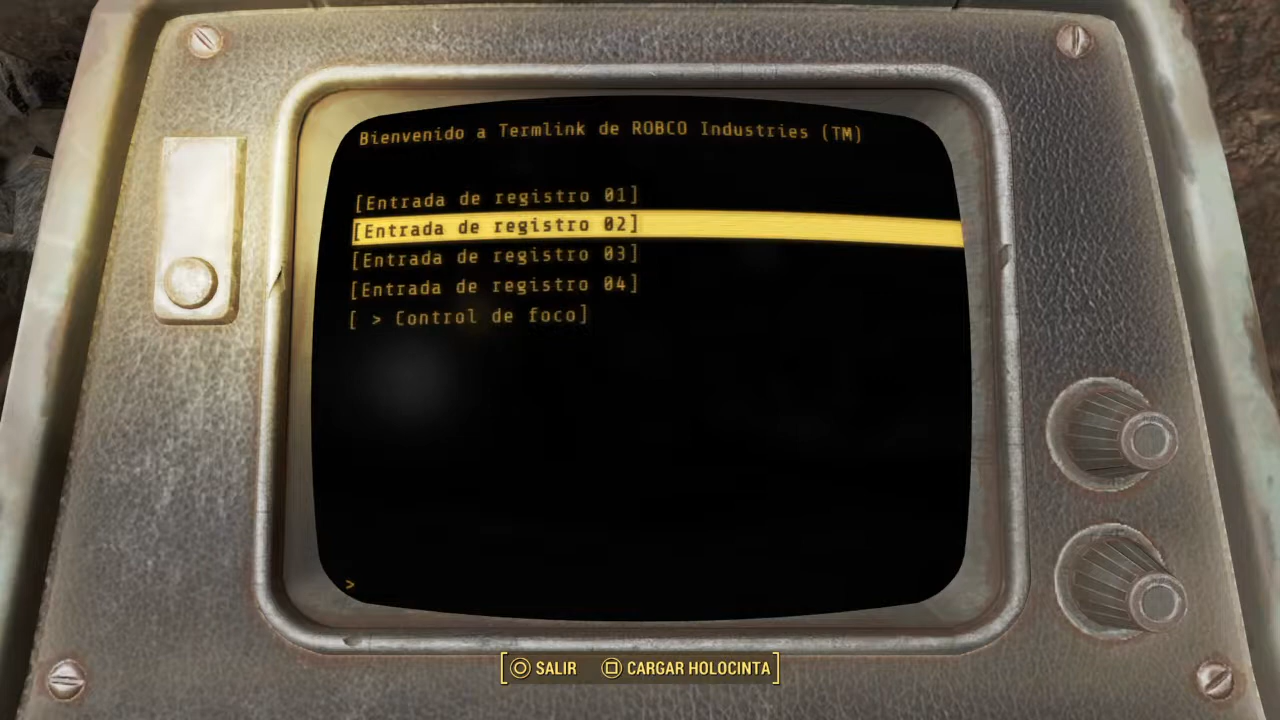 Bienvenido a Termlink de ROBCO Industries (TM)
[Entrada de registro 01]
[Entrada de registro 02]
[Entrada de registro 03]
[Entrada de registro 04]
[ > Control de foco]
>
[ SALIR CARGAR HOLOCINTA]